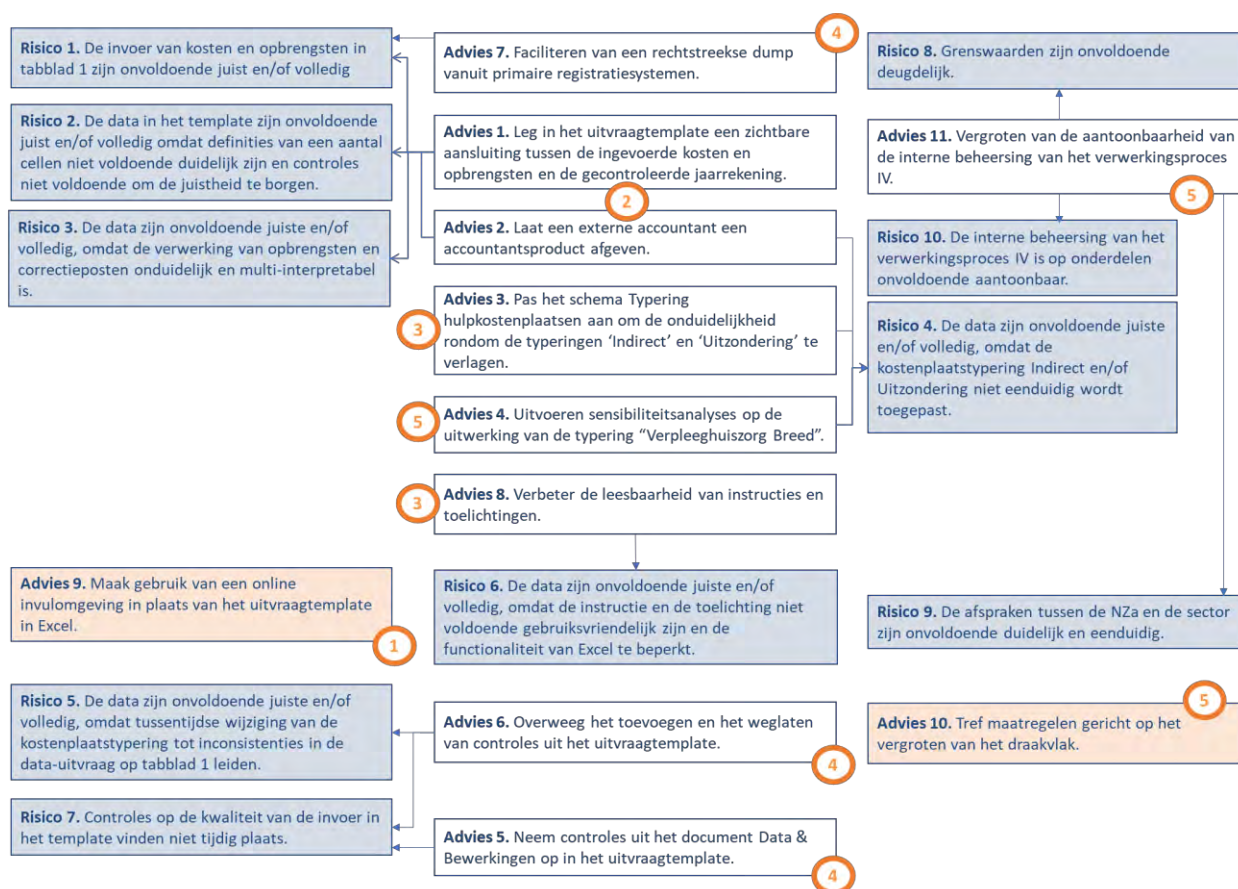 Risico 1. De invoer van kosten en opbrengsten in
tabblad 1 zijn onvoldoende juist en/of volledig
Risico 2. De data in het template zijn onvoldoende
juist en/of volledig omdat definities van een aantal
cellen niet voldoende duidelijk zijn en controles
niet voldoende om de juistheid te borgen.
Risico 3. De data zijn onvoldoende juiste en/of
volledig, omdat de verwerking van opbrengsten en
correctieposten onduidelijk en multi-interpretabel
is.
4
Advies 7. Faciliteren van een rechtstreekse dump
vanuit primaire registratiesystemen.
Advies 1. Leg in het uitvraagtemplate een zichtbare
aansluiting tussen de ingevoerde kosten en
opbrengsten en de gecontroleerde jaarrekening.
2
Advies 2. Laat een externe accountant een
accountantsproduct afgeven.
3
Advies 3. Pas het schema Typering
hulpkostenplaatsen aan om de onduidelijkheid
rondom de typeringen ‘Indirect’ en ‘Uitzondering’ te
verlagen.
5
Advies 4. Uitvoeren sensibiliteitsanalyses op de
uitwerking van de typering “Verpleeghuiszorg Breed”.
3
Advies 8. Verbeter de leesbaarheid van instructies en
toelichtingen.
Risico 8. Grenswaarden zijn onvoldoende
deugdelijk.
Advies 11. Vergroten van de aantoonbaarheid van
de interne beheersing van het verwerkingsproces
IV.
5
Risico 10. De interne beheersing van het
verwerkingsproces IV is op onderdelen
onvoldoende aantoonbaar.
Risico 4. De data zijn onvoldoende juiste
en/of volledig, omdat de
kostenplaatstypering Indirect en/of
Uitzondering niet eenduidig wordt
toegepast.
Advies 9. Maak gebruik van een online
invulomgeving in plaats van het uitvraagtemplate
in Excel.
1
Risico 6. De data zijn onvoldoende juiste en/of
volledig, omdat de instructie en de toelichting niet
voldoende gebruiksvriendelijk zijn en de
functionaliteit van Excel te beperkt.
Risico 9. De afspraken tussen de NZa en de sector
zijn onvoldoende duidelijk en eenduidig.
Risico 5. De data zijn onvoldoende juiste en/of
volledig, omdat tussentijdse wijziging van de
kostenplaatstypering tot inconsistenties in de
data-uitvraag op tabblad 1 leiden.
Advies 6. Overweeg het toevoegen en het weglaten
van controles uit het uitvraagtemplate.
4
5
Advies 10. Tref maatregelen gericht op het
vergroten van het draakvlak.
Risico 7. Controles op de kwaliteit van de invoer in
het template vinden niet tijdig plaats.
Advies 5. Neem controles uit het document Data &
Bewerkingen op in het uitvraagtemplate.
4